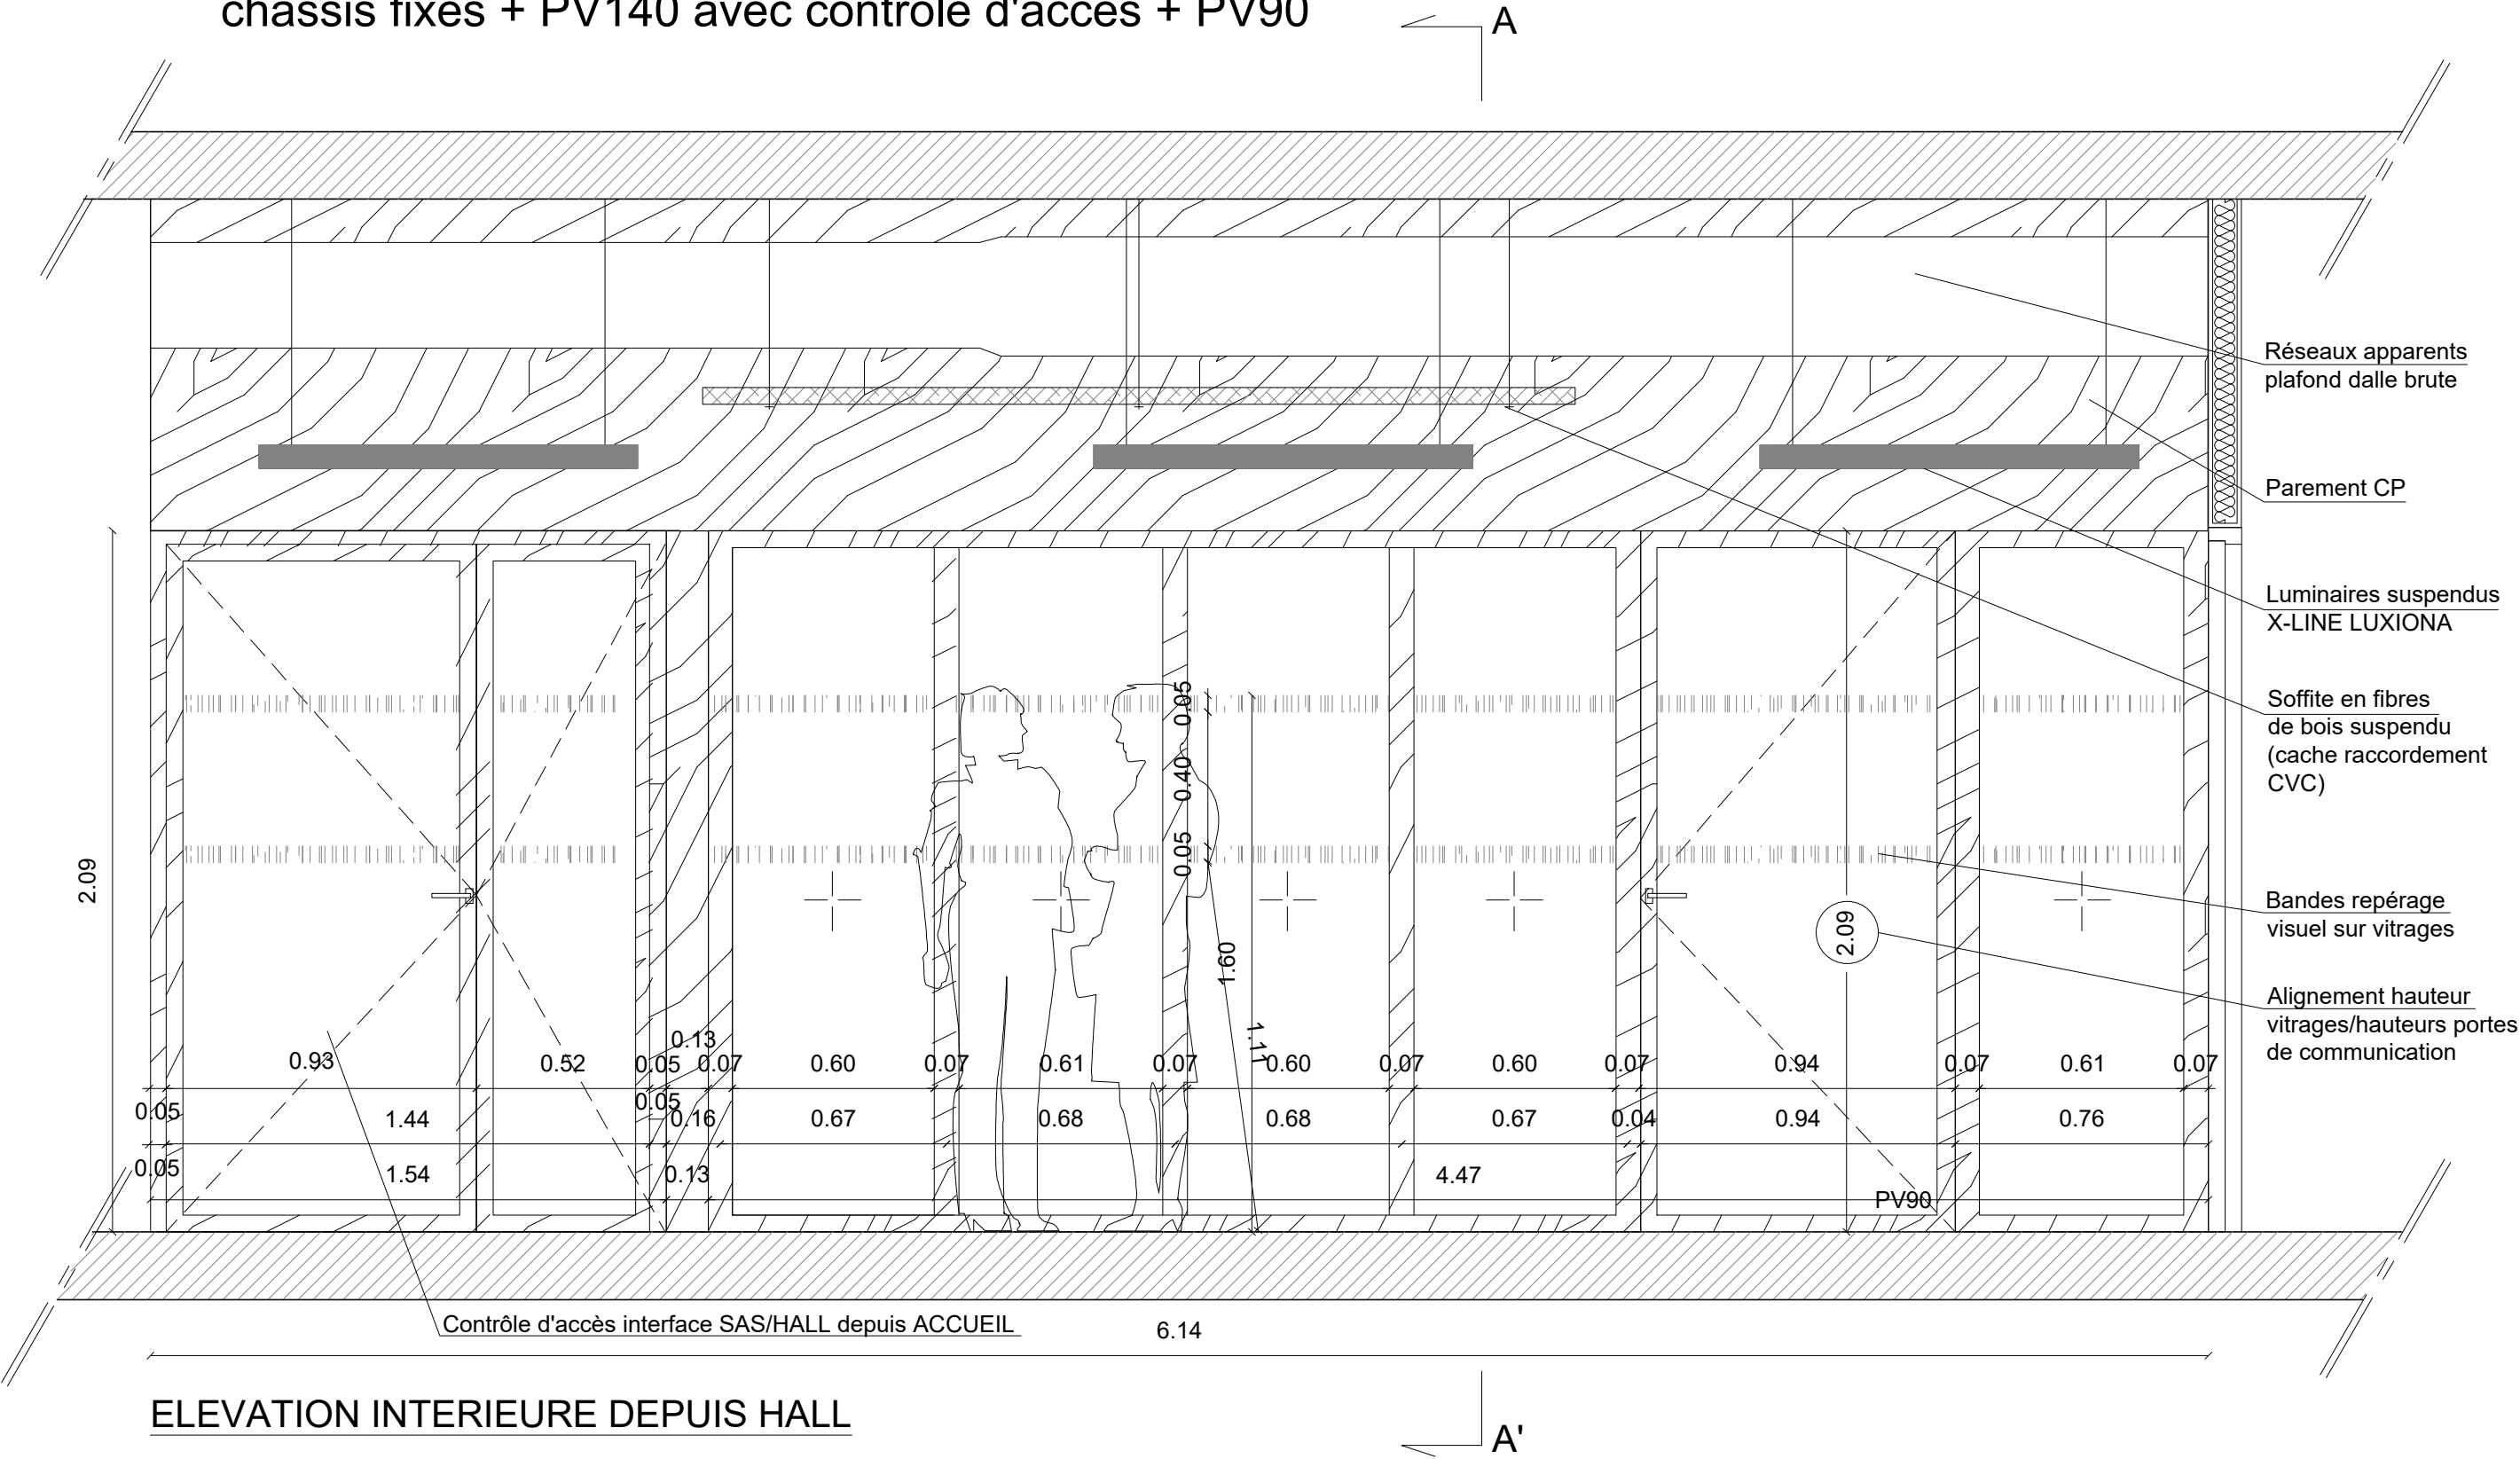 chassis fixes + PV140 avec contrôle d'accès + PV90
A
Réseaux apparents
plafond dalle brute
Parement CP
Luminaires suspendus
X-LINE LUXIONA
Soffite en fibres
de bois suspendu
(cache raccordement
CVC)
Bandes repérage
visuel sur vitrages
Alignement hauteur
vitrages/hauteurs portes
de communication
2.09
0.05
0.40
0.05
1.60
1.11
2.09
0.13
0.93 0.52 0.05 0.07 0.60 0.07 0.61 0.07 0.60 0.07 0.60 0.07 0.94 0.07 0.61 0.07
0.05 1.44 0.05 0.16 0.67 0.68 0.68 0.67 0.04 0.94 0.76
0.05 1.54 0.13 4.47
PV90
Contrôle d'accès interface SAS/HALL depuis ACCUEIL
6.14
ELEVATION INTERIEURE DEPUIS HALL
A'